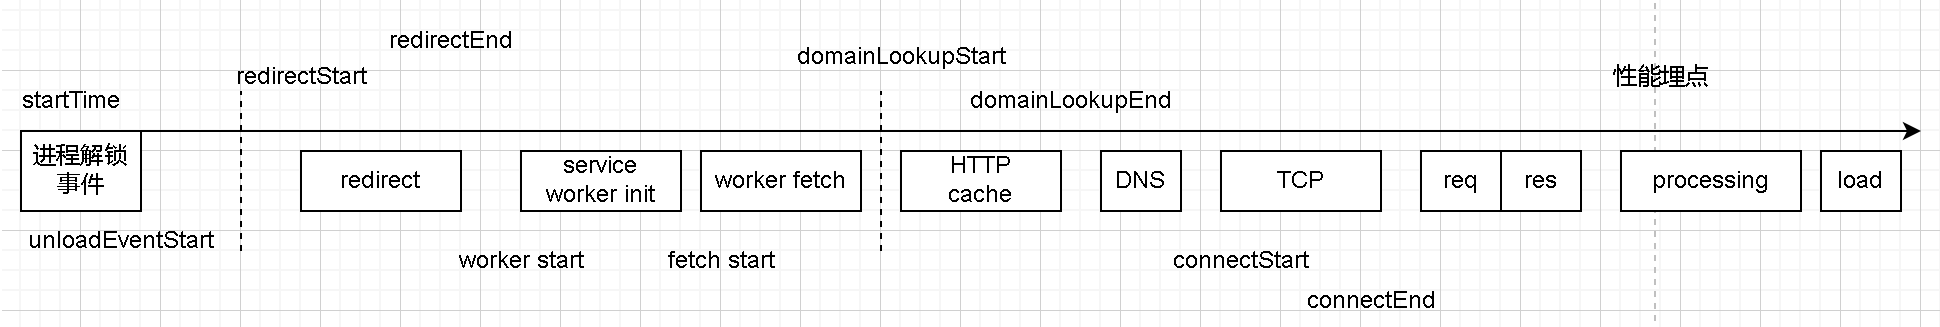 redirectEnd
domainLookupStart
redirectStart
性能埋点
startTime
domainLookupEnd
进程解锁
事件
redirect
service
worker init
worker fetch
HTTP
cache
DNS
TCP
req
res
processing
load
unloadEventStart
worker start
fetch start
connectStart
connectEnd